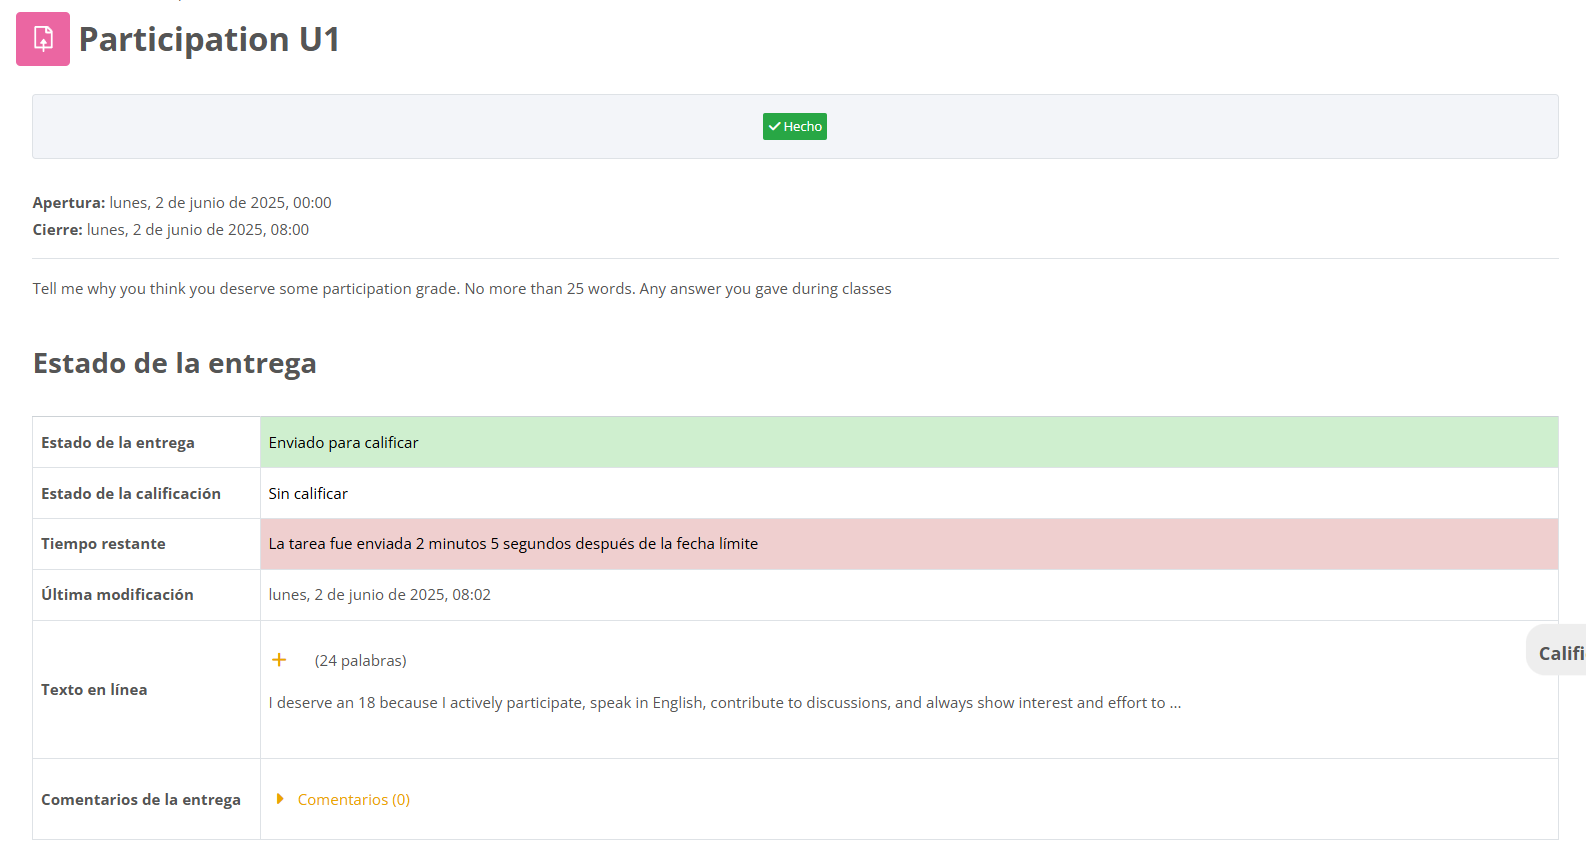 Participation U1
Hecho
Apertura: lunes, 2 de junio de 2025, 00:00
Cierre: lunes, 2 de junio de 2025, 08:00
Tell me why you think you deserve some participation grade. No more than 25 words. Any answer you gave during classes
Estado de la entrega
Estado de la entrega Enviado para calificar
Estado de la calificación Sin calificar
Tiempo restante La tarea fue enviada 2 minutos 5 segundos después de la fecha límite
Última modificación lunes, 2 de junio de 2025, 08:02
(24 palabras)
Califi
Texto en línea
I deserve an 18 because I actively participate, speak in English, contribute to discussions, and always show interest and effort to ...
Comentarios de la entrega Comentarios (0)